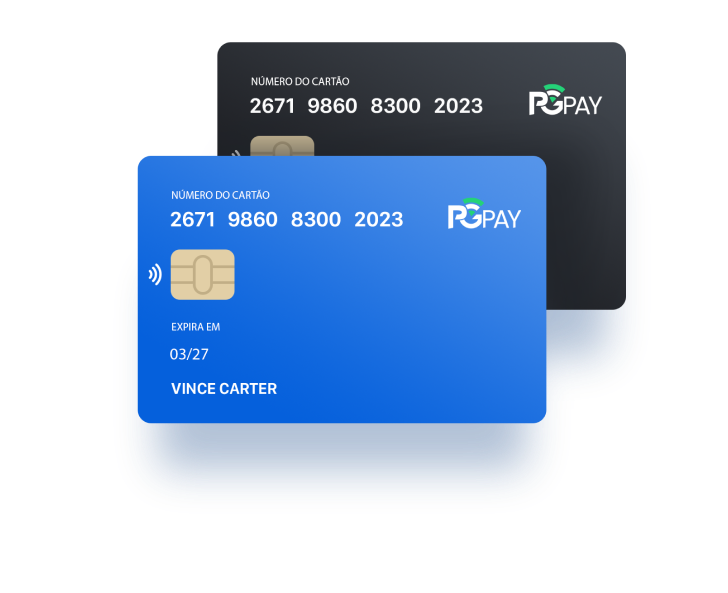 NÚMERO DO CARTÃO
2671 9860 8300 2023
PGPAY
NÚMERO DO CARTÃO
2671 9860 8300 2023
PGPAY
EXPIRA EM
03/27
VINCE CARTER